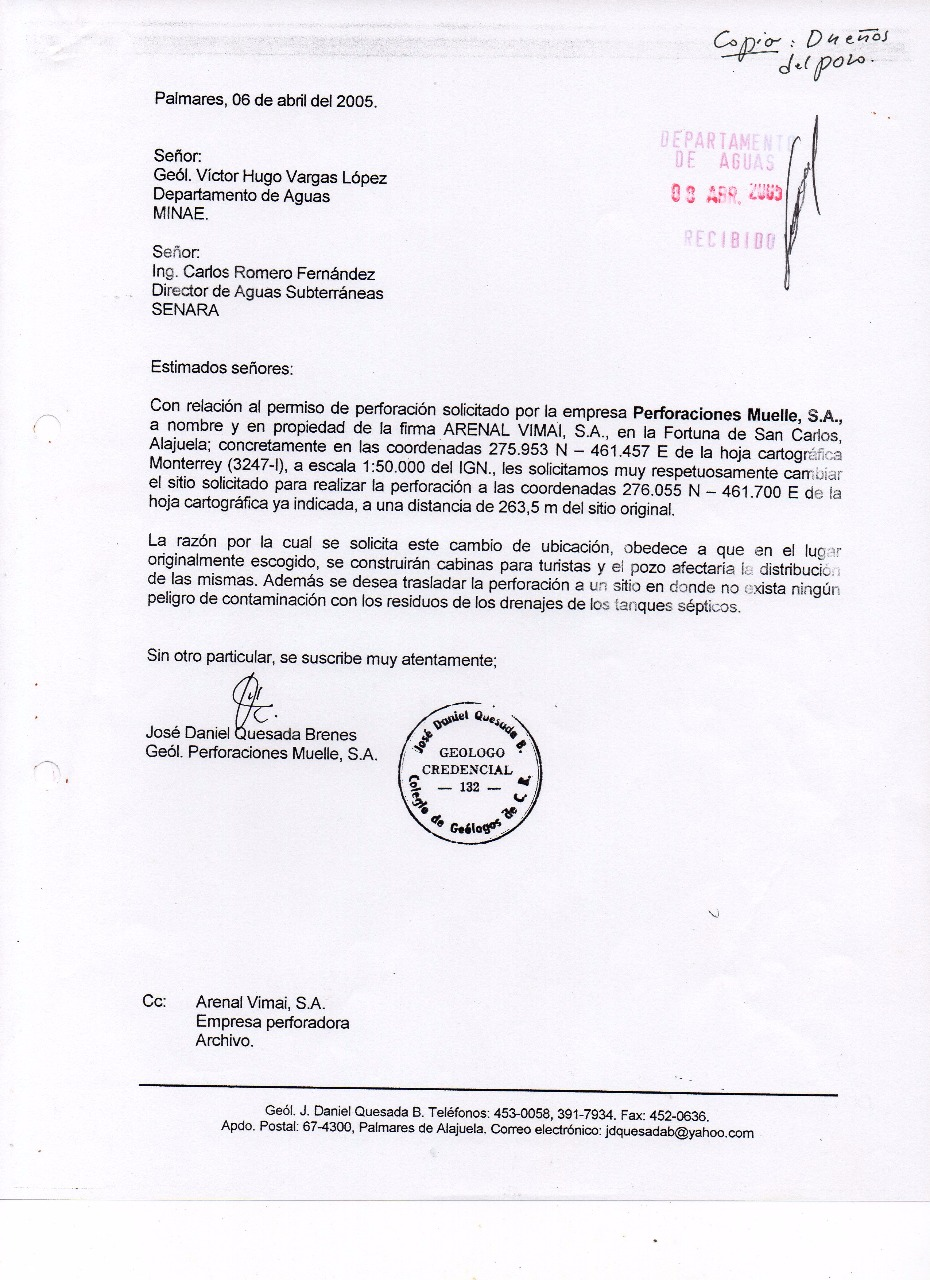 Copia: Dueños
del pozo.
Palmares, 06 de abril del 2005.
DEPARTAMENTO
DE AGUAS
08 ABR. 2005
RECIBIDO
Señor:
Geól. Víctor Hugo Vargas López
Departamento de Aguas
MINAE.
Señor:
Ing. Carlos Romero Fernández
Director de Aguas Subterráneas
SENARA
Estimados señores:
Con relación al permiso de perforación solicitado por la empresa Perforaciones Muelle, S.A.,
a nombre y en propiedad de la firma ARENAL VIMAI, S.A., en la Fortuna de San Carlos,
Alajuela; concretamente en las coordenadas 275.953 N – 461.457 E de la hoja cartográfica
Monterrey (3247-I), a escala 1:50.000 del IGN., les solicitamos muy respetuosamente cambiar
el sitio solicitado para realizar la perforación a las coordenadas 276.055 N – 461.700 E de la
hoja cartográfica ya indicada, a una distancia de 263,5 m del sitio original.
La razón por la cual se solicita este cambio de ubicación, obedece a que en el lugar
originalmente escogido, se construirán cabinas para turistas y el pozo afectaría la distribución
de las mismas. Además se desea trasladar la perforación a un sitio en donde no exista ningún
peligro de contaminación con los residuos de los drenajes de los tanques sépticos.
Sin otro particular, se suscribe muy atentamente;
José Daniel Quesada Brenes
Geól. Perforaciones Muelle, S.A.
José Daniel Quesada B.
GEOLOGO
CREDENCIAL
— 132 —
Colegio de Geólogos de C. R.
Cc: Arenal Vimai, S.A.
Empresa perforadora
Archivo.
Geól. J. Daniel Quesada B. Teléfonos: 453-0058, 391-7934. Fax: 452-0636.
Apdo. Postal: 67-4300, Palmares de Alajuela. Correo electrónico: jdquesadab@yahoo.com